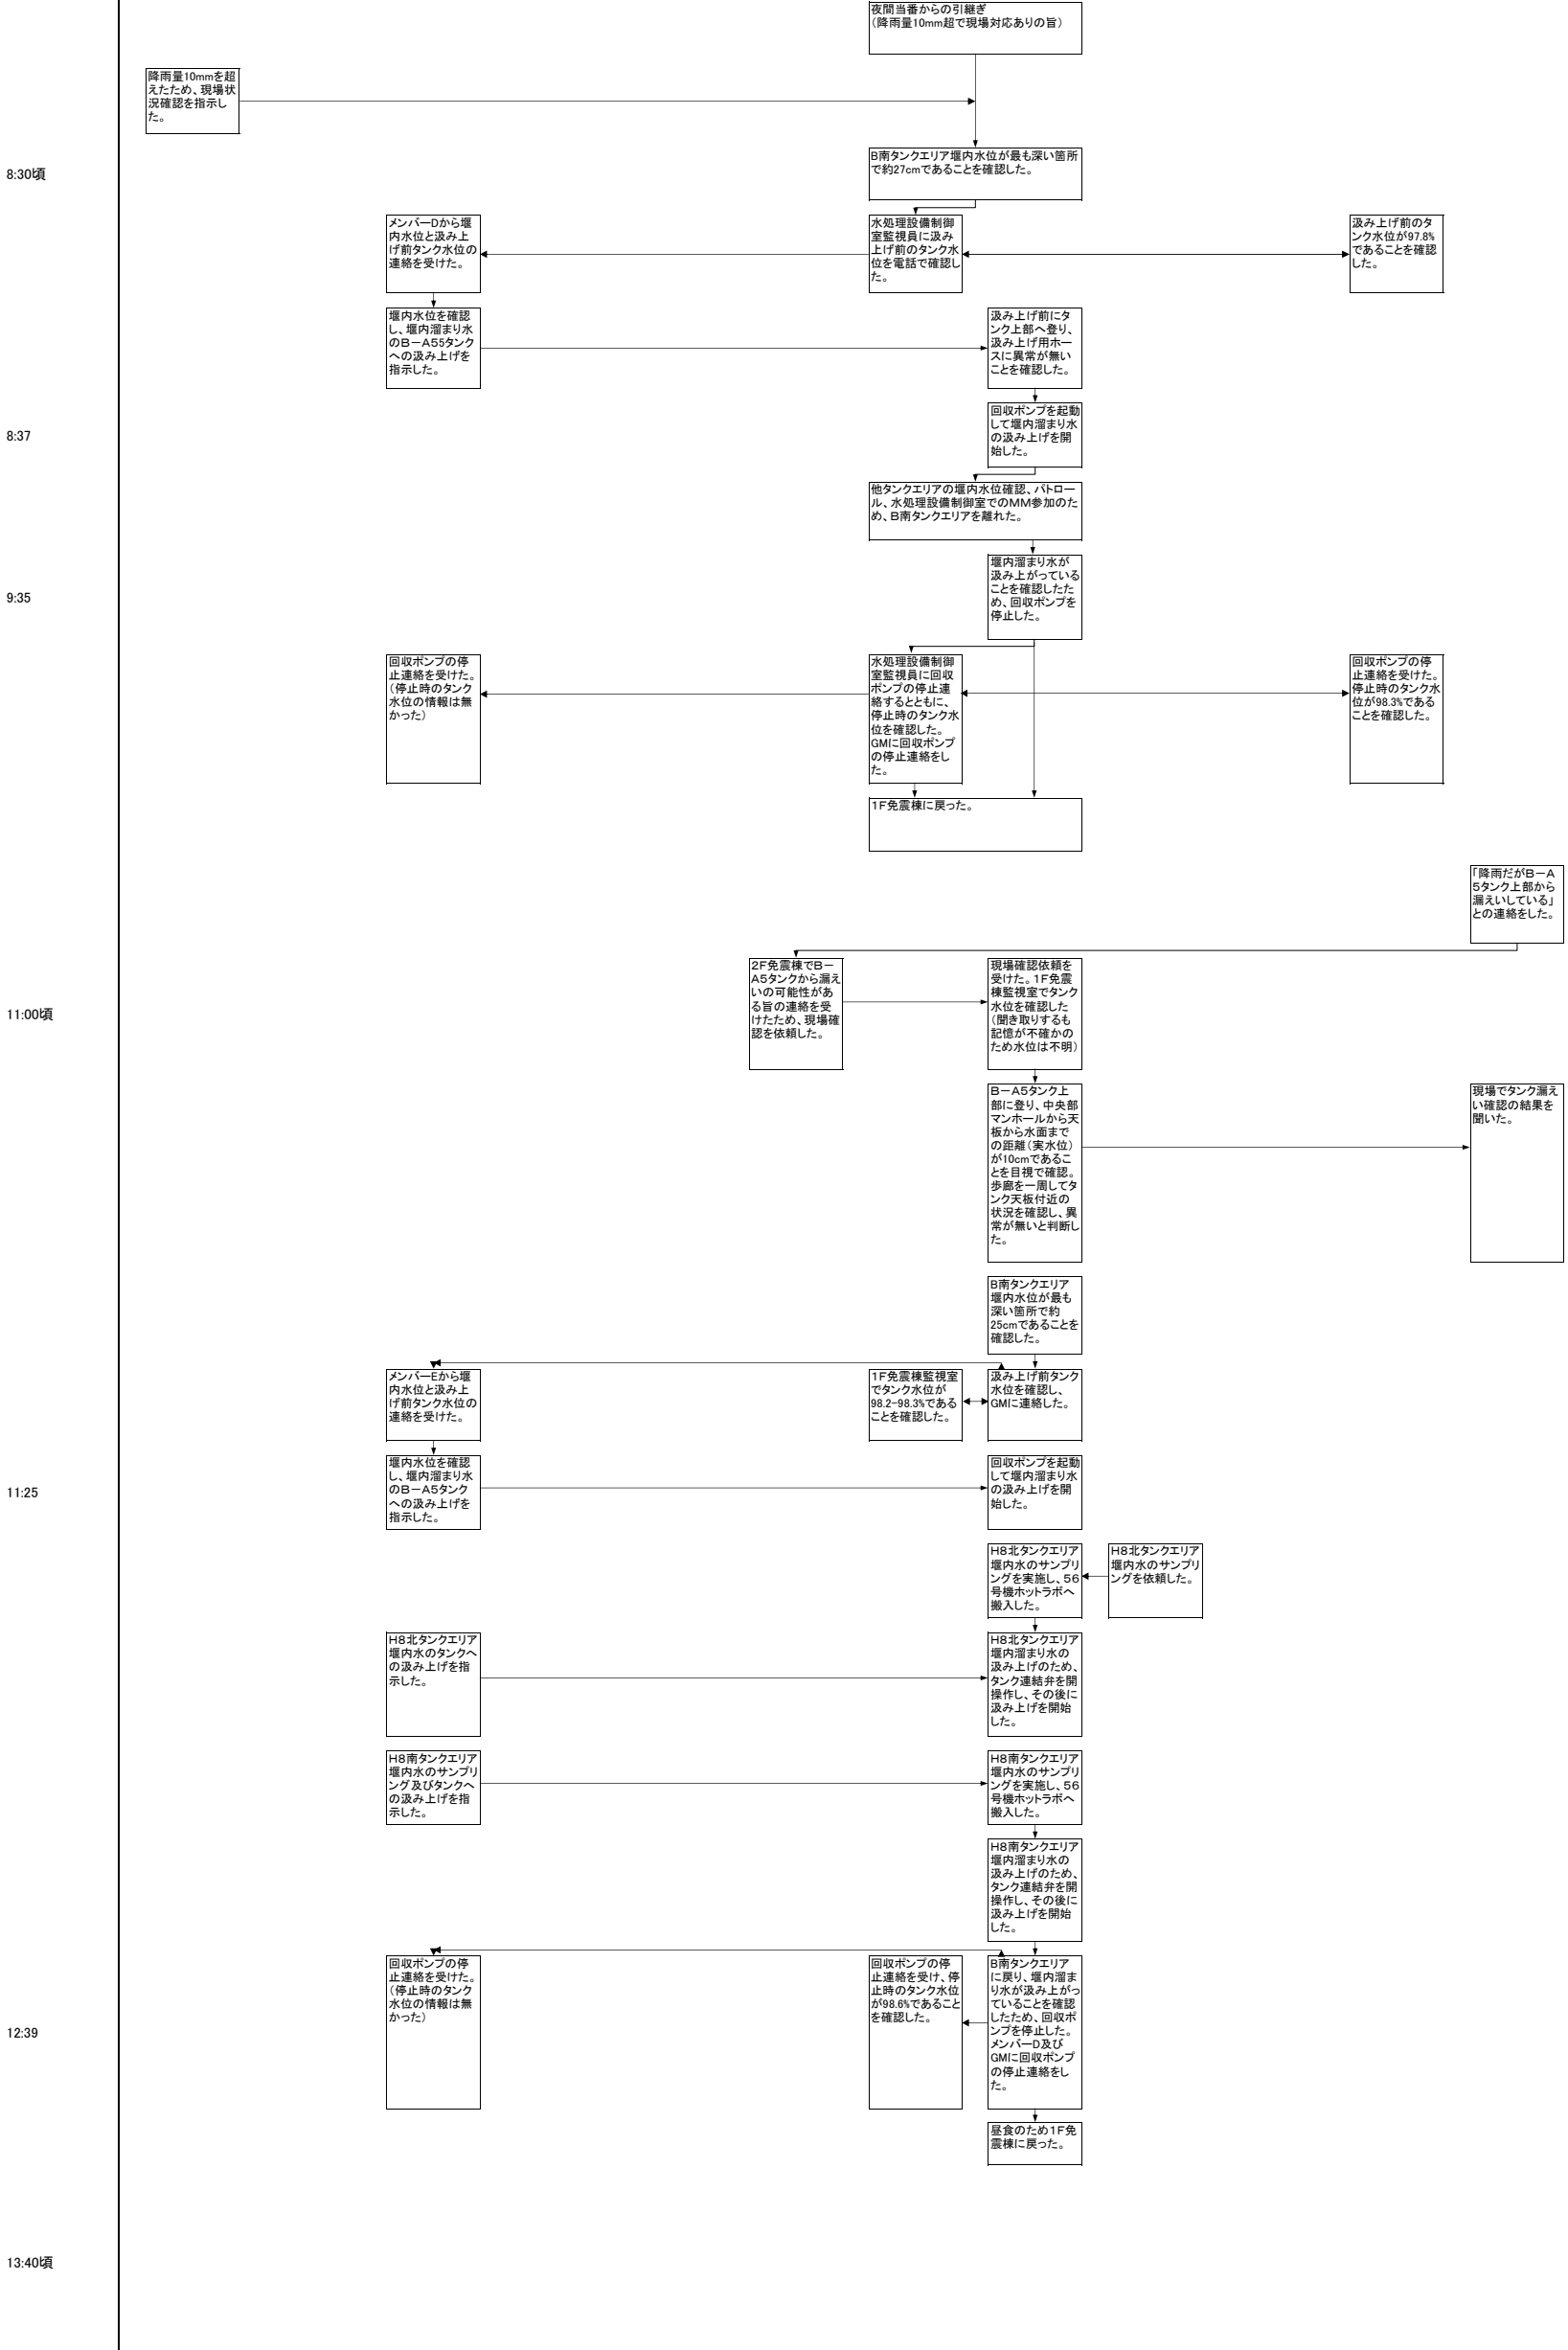 夜間当番からの引継ぎ
（降雨量10mm超で現場対応ありの旨）
降雨量10mmを超
えたため、現場状
況確認を指示し
た。
8:30頃
B南タンクエリア堰内水位が最も深い箇所
で約27cmであることを確認した。
メンバーDから堰
内水位と汲み上
げ前タンク水位の
連絡を受けた。
水処理設備制御
室監視員に汲み
上げ前のタンク水
位を電話で確認し
た。
汲み上げ前のタ
ンク水位が97.8%
であることを確認
した。
堰内水位を確認
し、堰内溜まり水
のB－A55タンク
への汲み上げを
指示した。
汲み上げ前にタ
ンク上部へ登り、
汲み上げ用ホー
スに異常が無い
ことを確認した。
8:37
回収ポンプを起動
して堰内溜まり水
の汲み上げを開
始した。
他タンクエリアの堰内水位確認、パトロー
ル、水処理設備制御室でのMM参加のた
め、B南タンクエリアを離れた。
9:35
堰内溜まり水が
汲み上がっている
ことを確認したた
め、回収ポンプを
停止した。
回収ポンプの停
止連絡を受けた。
（停止時のタンク
水位の情報は無
かった）
水処理設備制御
室監視員に回収
ポンプの停止連
絡するとともに、
停止時のタンク水
位を確認した。
GMに回収ポンプ
の停止連絡をし
た。
回収ポンプの停
止連絡を受けた。
停止時のタンク水
位が98.3%である
ことを確認した。
1F免震棟に戻った。
「降雨だがB－A
5タンク上部から
漏えいしている」
との連絡をした。
11:00頃
2F免震棟でB－
A5タンクから漏え
いの可能性があ
る旨の連絡を受
けたため、現場確
認を依頼した。
現場確認依頼を
受けた。1F免震
棟監視室でタンク
水位を確認した
（聞き取りするも
記憶が不確かの
ため水位は不明）
B－A5タンク上
部に登り、中央部
マンホールから天
板から水面まで
の距離（実水位）
が10cmであるこ
とを目視で確認。
歩廊を一周してタ
ンク天板付近の
状況を確認し、異
常が無いと判断し
た。
現場でタンク漏え
い確認の結果を
聞いた。
B南タンクエリア
堰内水位が最も
深い箇所で約
25cmであることを
確認した。
メンバーEから堰
内水位と汲み上
げ前タンク水位の
連絡を受けた。
1F免震棟監視室
でタンク水位が
98.2-98.3%である
ことを確認した。
汲み上げ前タンク
水位を確認し、
GMに連絡した。
11:25
堰内水位を確認
し、堰内溜まり水
のB－A5タンク
への汲み上げを
指示した。
回収ポンプを起動
して堰内溜まり水
の汲み上げを開
始した。
H8北タンクエリア
堰内水のサンプリ
ングを実施し、56
号機ホットラボへ
搬入した。
H8北タンクエリア
堰内水のサンプリ
ングを依頼した。
H8北タンクエリア
堰内水のタンクへ
の汲み上げを指
示した。
H8北タンクエリア
堰内溜まり水の
汲み上げのため、
タンク連結弁を開
操作し、その後に
汲み上げを開始
した。
H8南タンクエリア
堰内水のサンプリ
ング及びタンクへ
の汲み上げを指
示した。
H8南タンクエリア
堰内水のサンプリ
ングを実施し、56
号機ホットラボへ
搬入した。
H8南タンクエリア
堰内溜まり水の
汲み上げのため、
タンク連結弁を開
操作し、その後に
汲み上げを開始
した。
12:39
回収ポンプの停
止連絡を受けた。
（停止時のタンク
水位の情報は無
かった）
回収ポンプの停
止連絡を受け、停
止時のタンク水位
が98.6%であること
を確認した。
B南タンクエリア
に戻り、堰内溜ま
り水が汲み上がっ
ていることを確認
したため、回収ポ
ンプを停止した。
メンバーD及び
GMに回収ポンプ
の停止連絡をし
た。
昼食のため1F免
震棟に戻った。
13:40頃